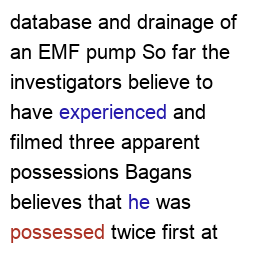 database and drainage of
an EMF pump So far the
investigators believe to
have experienced and
filmed three apparent
possessions Bagans
believes that he was
possessed twice first at